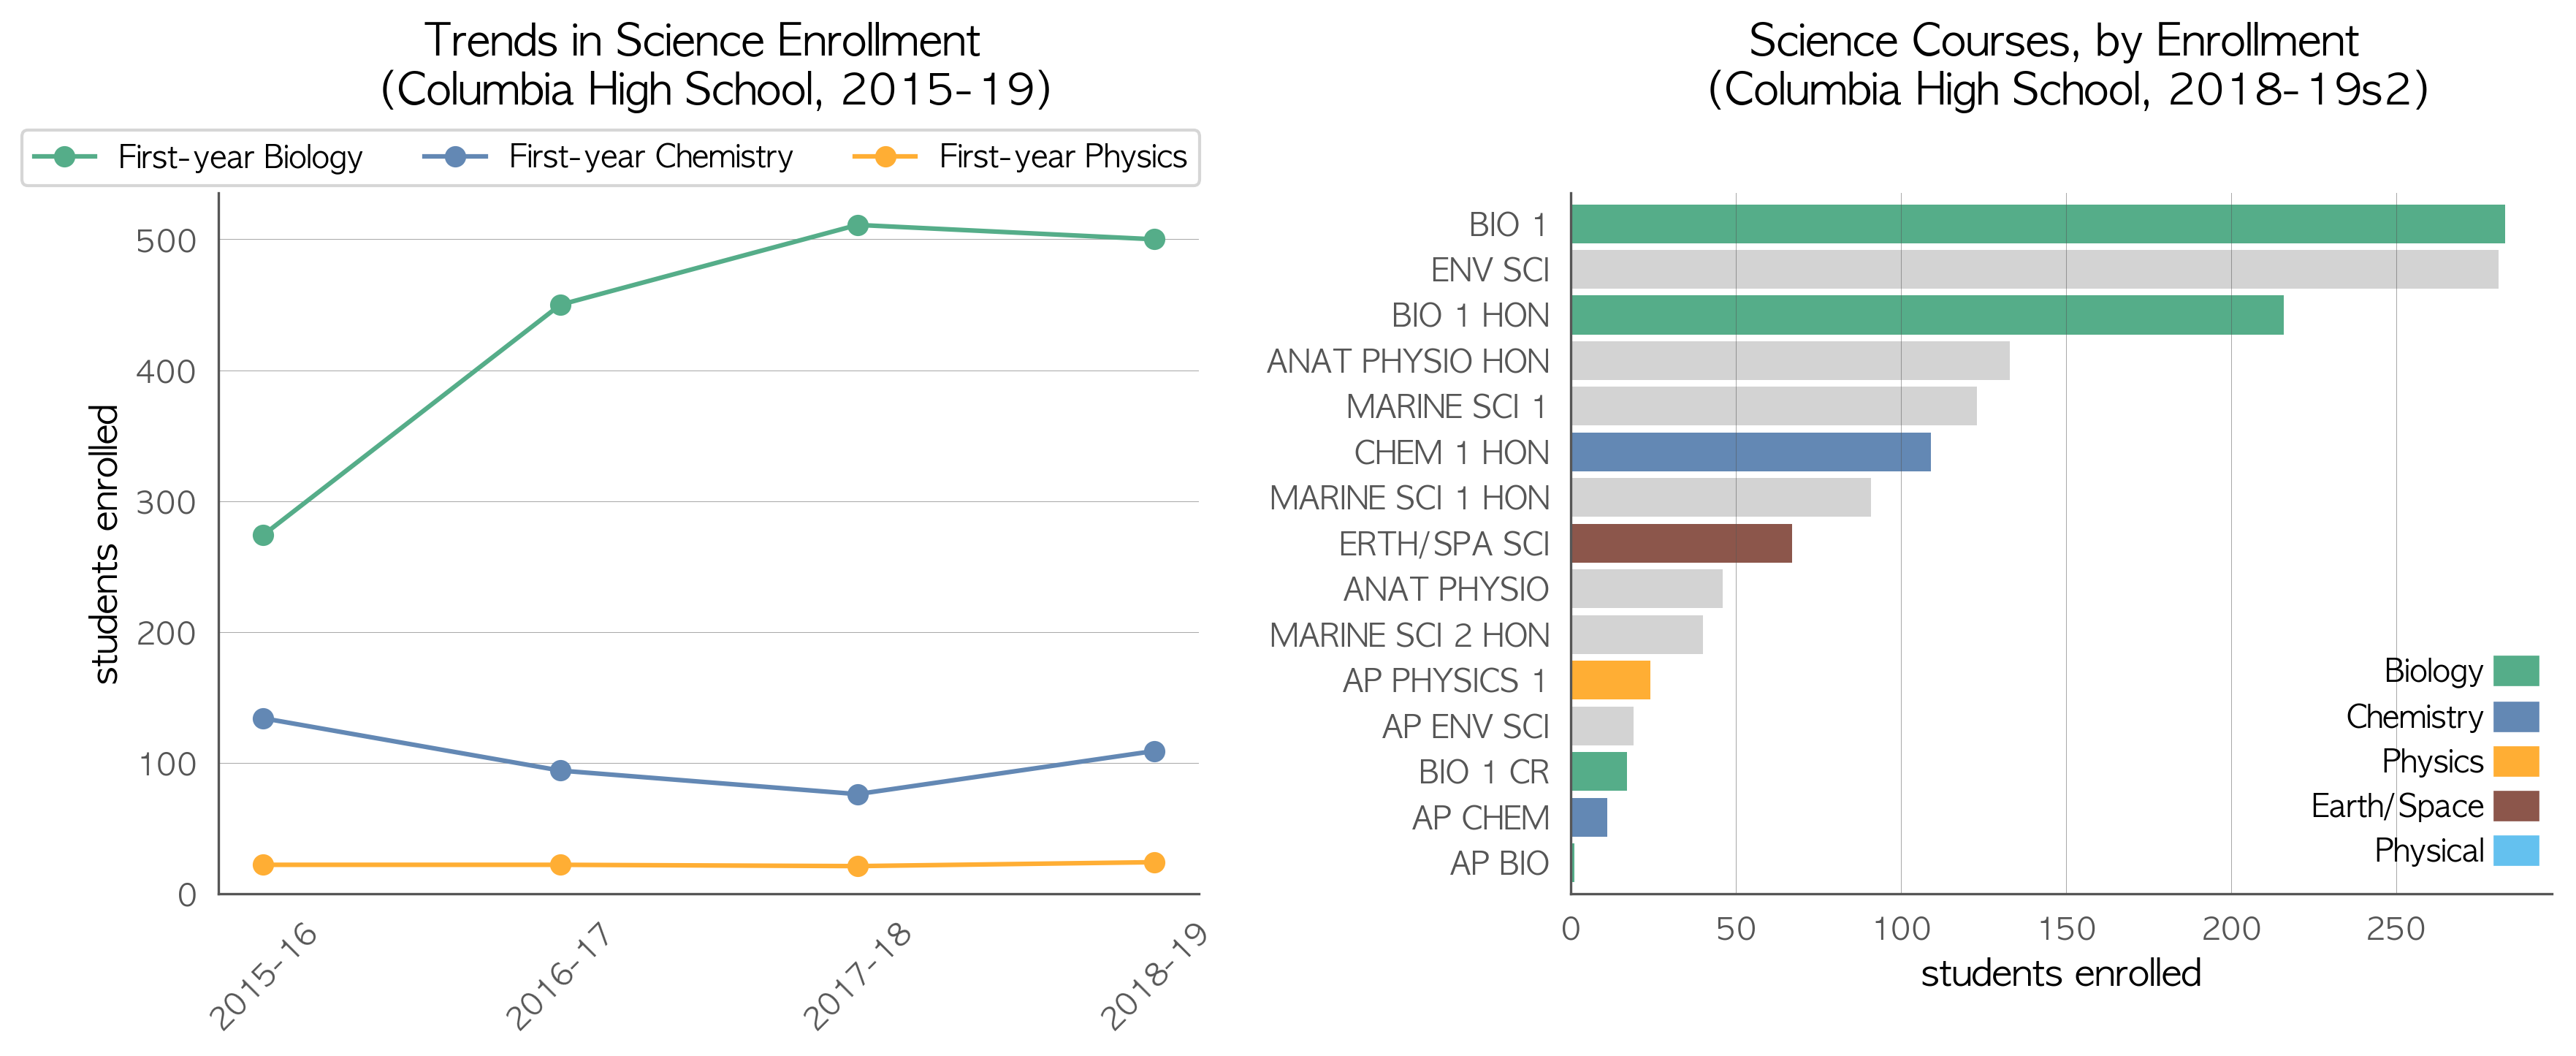 Trends in Science Enrollment
(Columbia High School, 2015-19)
First-year Biology
First-year Chemistry
First-year Physics
students enrolled
500
400
300
200
100
0
2015-16
2016-17
2017-18
2018-19
Science Courses, by Enrollment
(Columbia High School, 2018-19s2)
BIO 1
ENV SCI
BIO 1 HON
ANAT PHYSIO HON
MARINE SCI 1
CHEM 1 HON
MARINE SCI 1 HON
ERTH/SPA SCI
ANAT PHYSIO
MARINE SCI 2 HON
AP PHYSICS 1
AP ENV SCI
BIO 1 CR
AP CHEM
AP BIO
Biology
Chemistry
Physics
Earth/Space
Physical
0
50
100
150
200
250
students enrolled